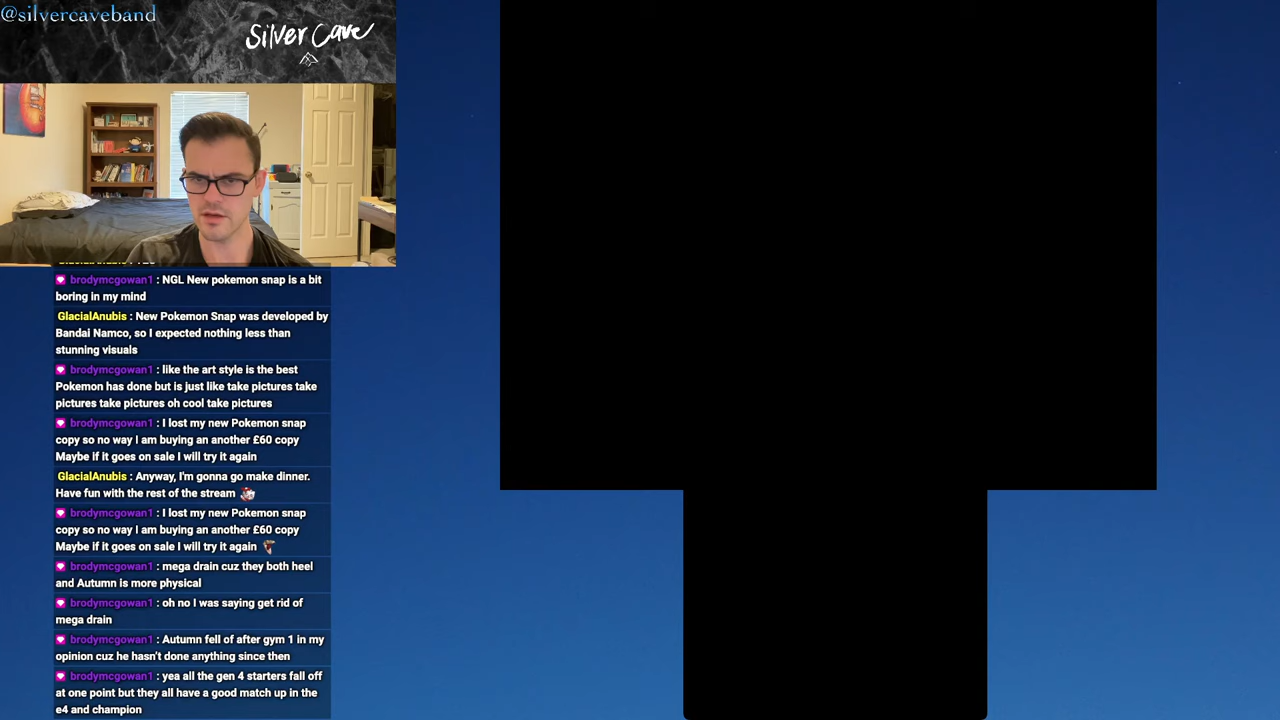 @silvercaveband
Silver Cave
brodymcgowan1 : NGL New pokemon snap is a bit
boring in my mind
GlacialAnubis : New Pokemon Snap was developed by
Bandai Namco, so I expected nothing less than
stunning visuals
brodymcgowan1 : like the art style is the best
Pokemon has done but is just like take pictures take
pictures take pictures oh cool take pictures
brodymcgowan1 : I lost my new Pokemon snap
copy so no way I am buying an another £60 copy
Maybe if it goes on sale I will try it again
GlacialAnubis : Anyway, I'm gonna go make dinner.
Have fun with the rest of the stream
brodymcgowan1 : I lost my new Pokemon snap
copy so no way I am buying an another £60 copy
Maybe if it goes on sale I will try it again
brodymcgowan1 : mega drain cuz they both heel
and Autumn is more physical
brodymcgowan1 : oh no I was saying get rid of
mega drain
brodymcgowan1 : Autumn fell of after gym 1 in my
opinion cuz he hasn't done anything since then
brodymcgowan1 : yea all the gen 4 starters fall off
at one point but they all have a good match up in the
e4 and champion